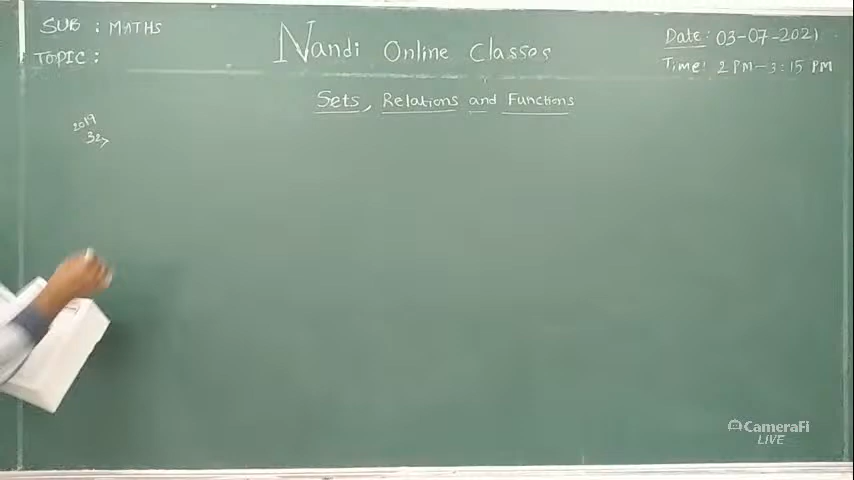 SUB : MATHS
Nandi Online Classes
Date: 03-07-2021
TOPIC :
Time: 2 PM-3:15 PM
Sets, Relations and Functions
2017
32>
CameraFi
LIVE